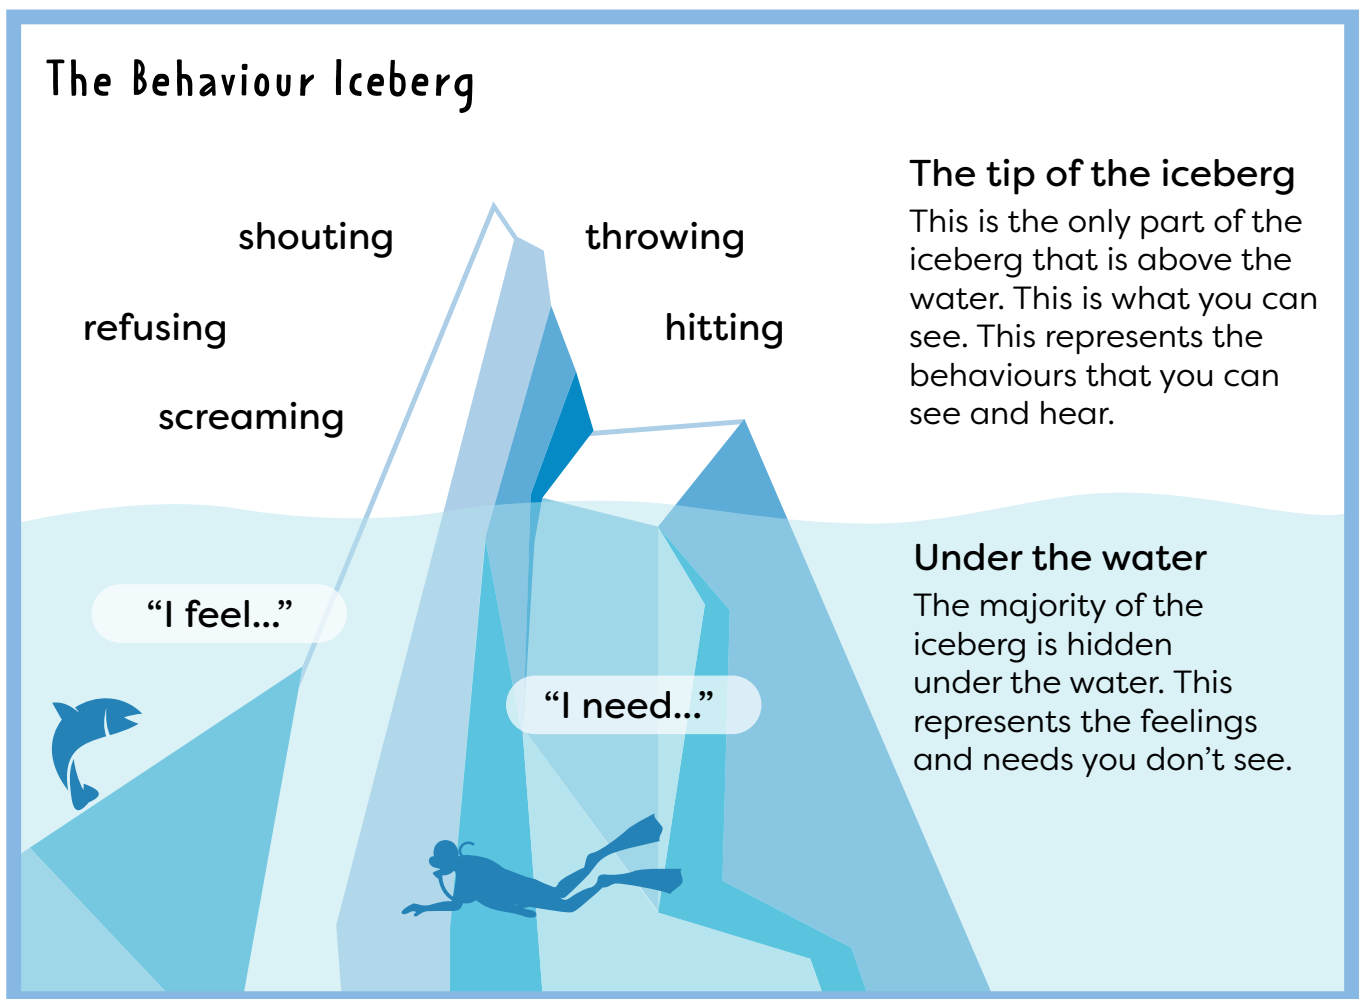 The Behaviour Iceberg
shouting
throwing
refusing
hitting
screaming
The tip of the iceberg
This is the only part of the
iceberg that is above the
water. This is what you can
see. This represents the
behaviours that you can
see and hear.
“I feel...”
“I need...”
Under the water
The majority of the
iceberg is hidden
under the water. This
represents the feelings
and needs you don’t see.